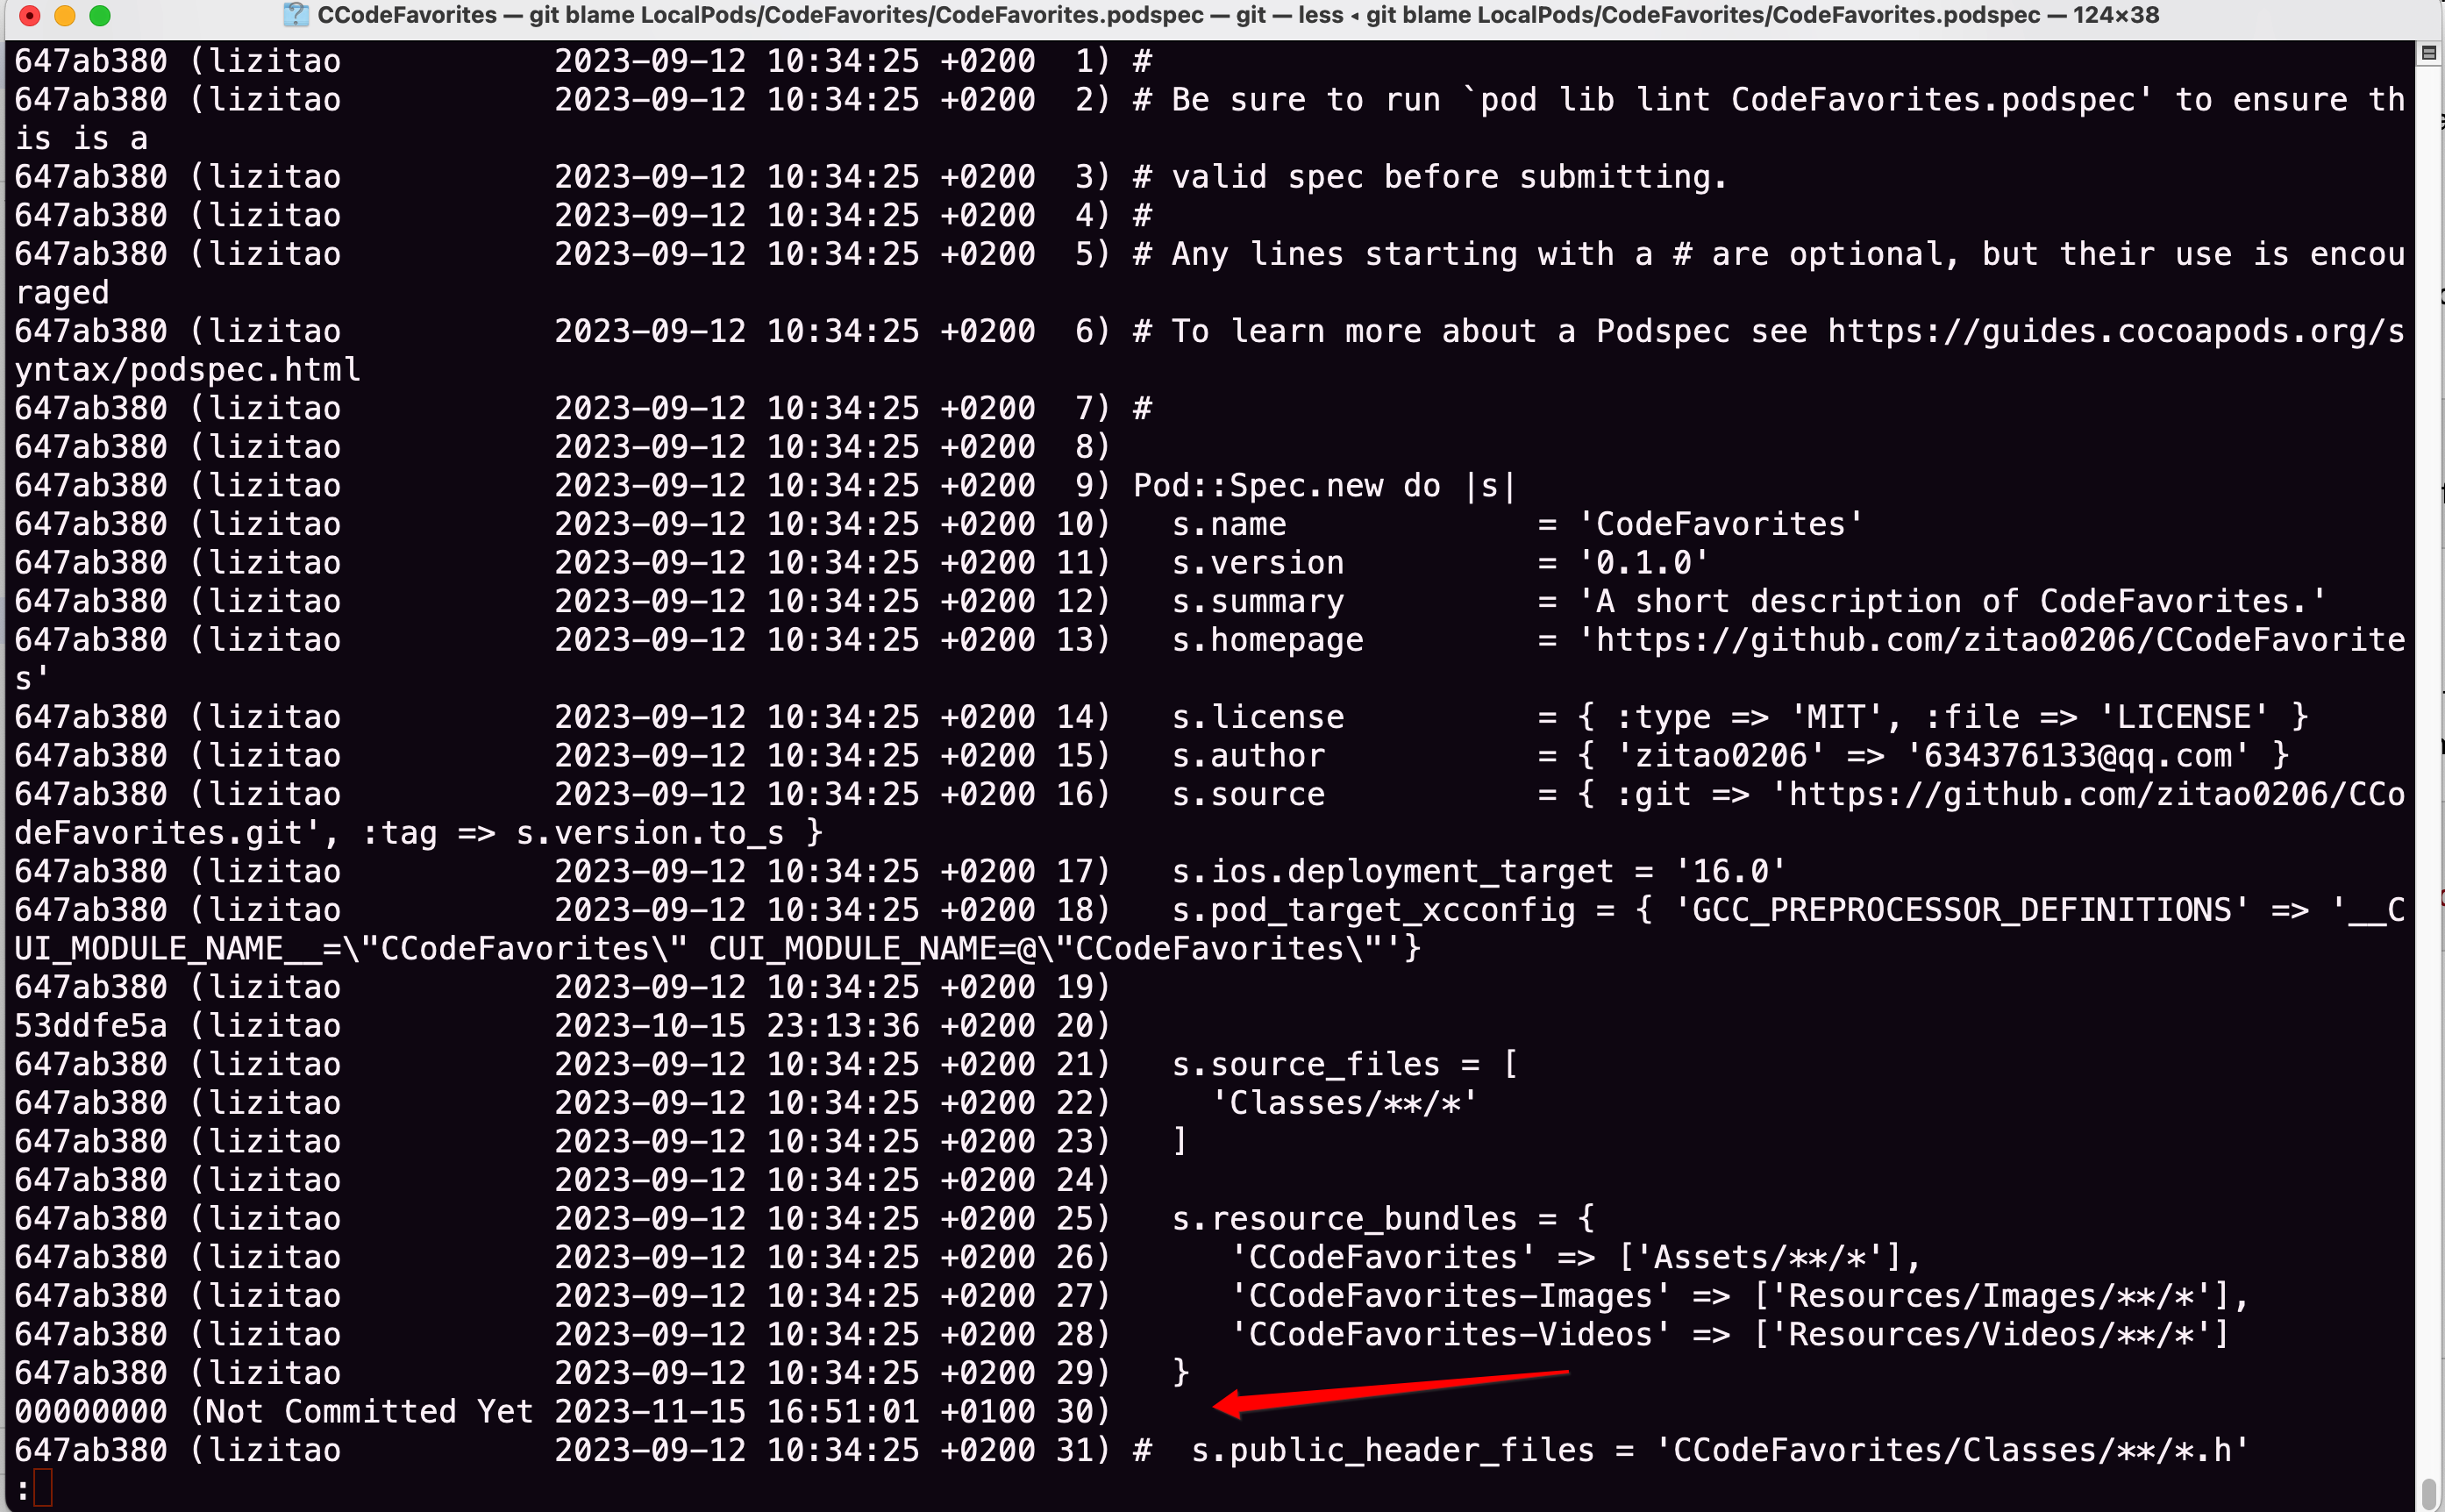 CCodeFavorites — git blame LocalPods/CodeFavorites/CodeFavorites.podspec — git — less ◂ git blame LocalPods/CodeFavorites/CodeFavorites.podspec — 124×38
647ab380 (lizitao           2023-09-12 10:34:25 +0200  1) #
647ab380 (lizitao           2023-09-12 10:34:25 +0200  2) # Be sure to run `pod lib lint CodeFavorites.podspec' to ensure th
is is a
647ab380 (lizitao           2023-09-12 10:34:25 +0200  3) # valid spec before submitting.
647ab380 (lizitao           2023-09-12 10:34:25 +0200  4) #
647ab380 (lizitao           2023-09-12 10:34:25 +0200  5) # Any lines starting with a # are optional, but their use is encou
raged
647ab380 (lizitao           2023-09-12 10:34:25 +0200  6) # To learn more about a Podspec see https://guides.cocoapods.org/s
yntax/podspec.html
647ab380 (lizitao           2023-09-12 10:34:25 +0200  7) #
647ab380 (lizitao           2023-09-12 10:34:25 +0200  8)
647ab380 (lizitao           2023-09-12 10:34:25 +0200  9) Pod::Spec.new do |s|
647ab380 (lizitao           2023-09-12 10:34:25 +0200 10)   s.name             = 'CodeFavorites'
647ab380 (lizitao           2023-09-12 10:34:25 +0200 11)   s.version          = '0.1.0'
647ab380 (lizitao           2023-09-12 10:34:25 +0200 12)   s.summary          = 'A short description of CodeFavorites.'
647ab380 (lizitao           2023-09-12 10:34:25 +0200 13)   s.homepage         = 'https://github.com/zitao0206/CCodeFavorite
s'
647ab380 (lizitao           2023-09-12 10:34:25 +0200 14)   s.license          = { :type => 'MIT', :file => 'LICENSE' }
647ab380 (lizitao           2023-09-12 10:34:25 +0200 15)   s.author           = { 'zitao0206' => '634376133@qq.com' }
647ab380 (lizitao           2023-09-12 10:34:25 +0200 16)   s.source           = { :git => 'https://github.com/zitao0206/CCo
deFavorites.git', :tag => s.version.to_s }
647ab380 (lizitao           2023-09-12 10:34:25 +0200 17)   s.ios.deployment_target = '16.0'
647ab380 (lizitao           2023-09-12 10:34:25 +0200 18)   s.pod_target_xcconfig = { 'GCC_PREPROCESSOR_DEFINITIONS' => '__C
UI_MODULE_NAME__=\"CCodeFavorites\" CUI_MODULE_NAME=@\"CCodeFavorites\"'}
647ab380 (lizitao           2023-09-12 10:34:25 +0200 19)
53ddfe5a (lizitao           2023-10-15 23:13:36 +0200 20)
647ab380 (lizitao           2023-09-12 10:34:25 +0200 21)   s.source_files = [
647ab380 (lizitao           2023-09-12 10:34:25 +0200 22)     'Classes/**/*'
647ab380 (lizitao           2023-09-12 10:34:25 +0200 23)   ]
647ab380 (lizitao           2023-09-12 10:34:25 +0200 24)
647ab380 (lizitao           2023-09-12 10:34:25 +0200 25)   s.resource_bundles = {
647ab380 (lizitao           2023-09-12 10:34:25 +0200 26)      'CCodeFavorites' => ['Assets/**/*'],
647ab380 (lizitao           2023-09-12 10:34:25 +0200 27)      'CCodeFavorites-Images' => ['Resources/Images/**/*'],
647ab380 (lizitao           2023-09-12 10:34:25 +0200 28)      'CCodeFavorites-Videos' => ['Resources/Videos/**/*']
647ab380 (lizitao           2023-09-12 10:34:25 +0200 29)   }
00000000 (Not Committed Yet 2023-11-15 16:51:01 +0100 30)
647ab380 (lizitao           2023-09-12 10:34:25 +0200 31) #  s.public_header_files = 'CCodeFavorites/Classes/**/*.h'
: